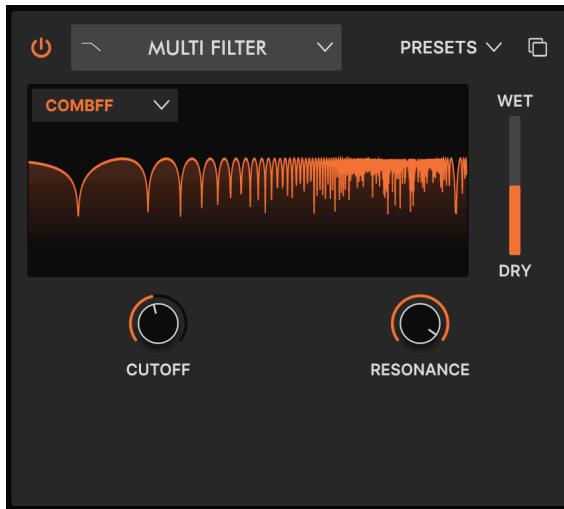 MULTI FILTER
PRESETS
COMBFF
WET
DRY
CUTOFF
RESONANCE